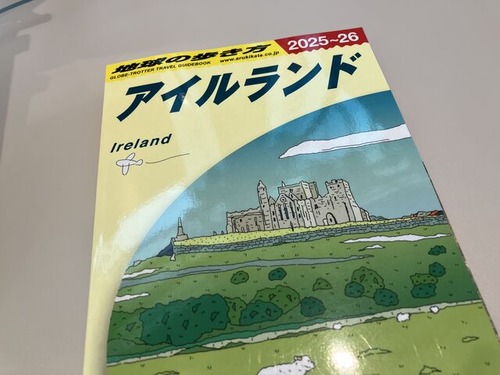 地球の歩き方 2025~26
GLOBE-TROTTER TRAVEL GUIDEBOOK www.arukikata.co.jp
アイルランド
Ireland